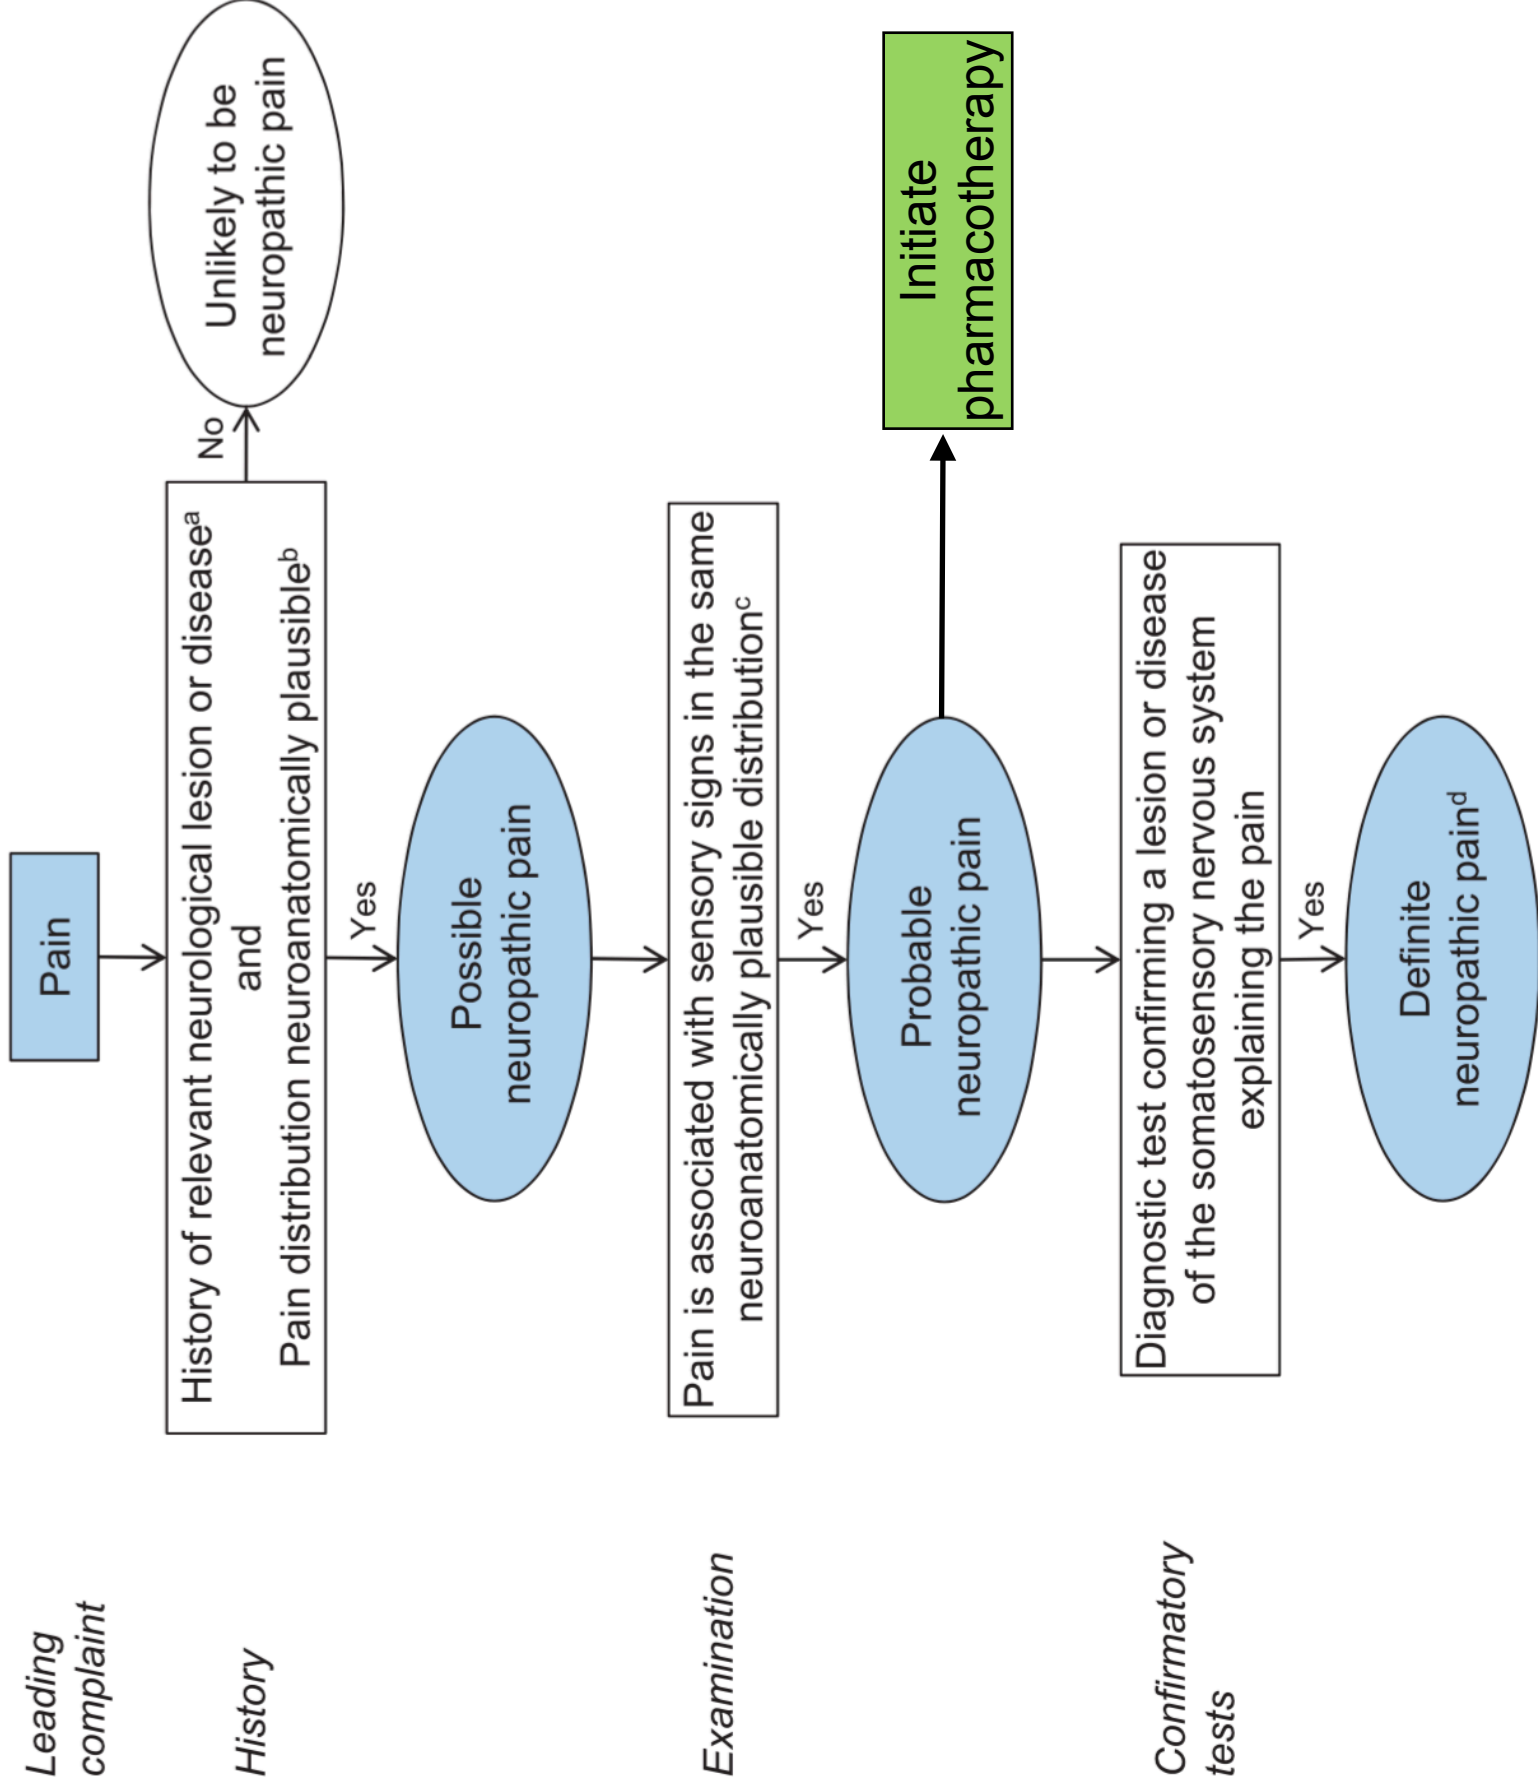 Leading
complaint
Pain
History
History of relevant neurological lesion or diseaseᵃ
and
Pain distribution neuroanatomically plausibleᵇ
No
Unlikely to be
neuropathic pain
Yes
Possible
neuropathic pain
Examination
Pain is associated with sensory signs in the same
neuroanatomically plausible distributionᶜ
Yes
Probable
neuropathic pain
Initiate
pharmacotherapy
Confirmatory
tests
Diagnostic test confirming a lesion or disease
of the somatosensory nervous system
explaining the pain
Yes
Definite
neuropathic painᵈ